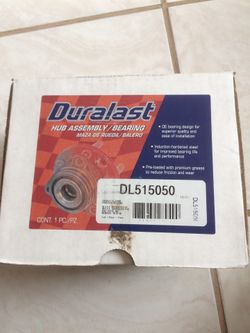 Duralast
HUB ASSEMBLY/BEARING
MAZA DE RUEDA/BALERO
• OE bearing design for
superior quality and
ease of installation
• Induction-hardened steel
for improved bearing life
and performance
• Pre-loaded with premium grease
to reduce friction and wear
DL515050
CONT. 1 PC./PZ.